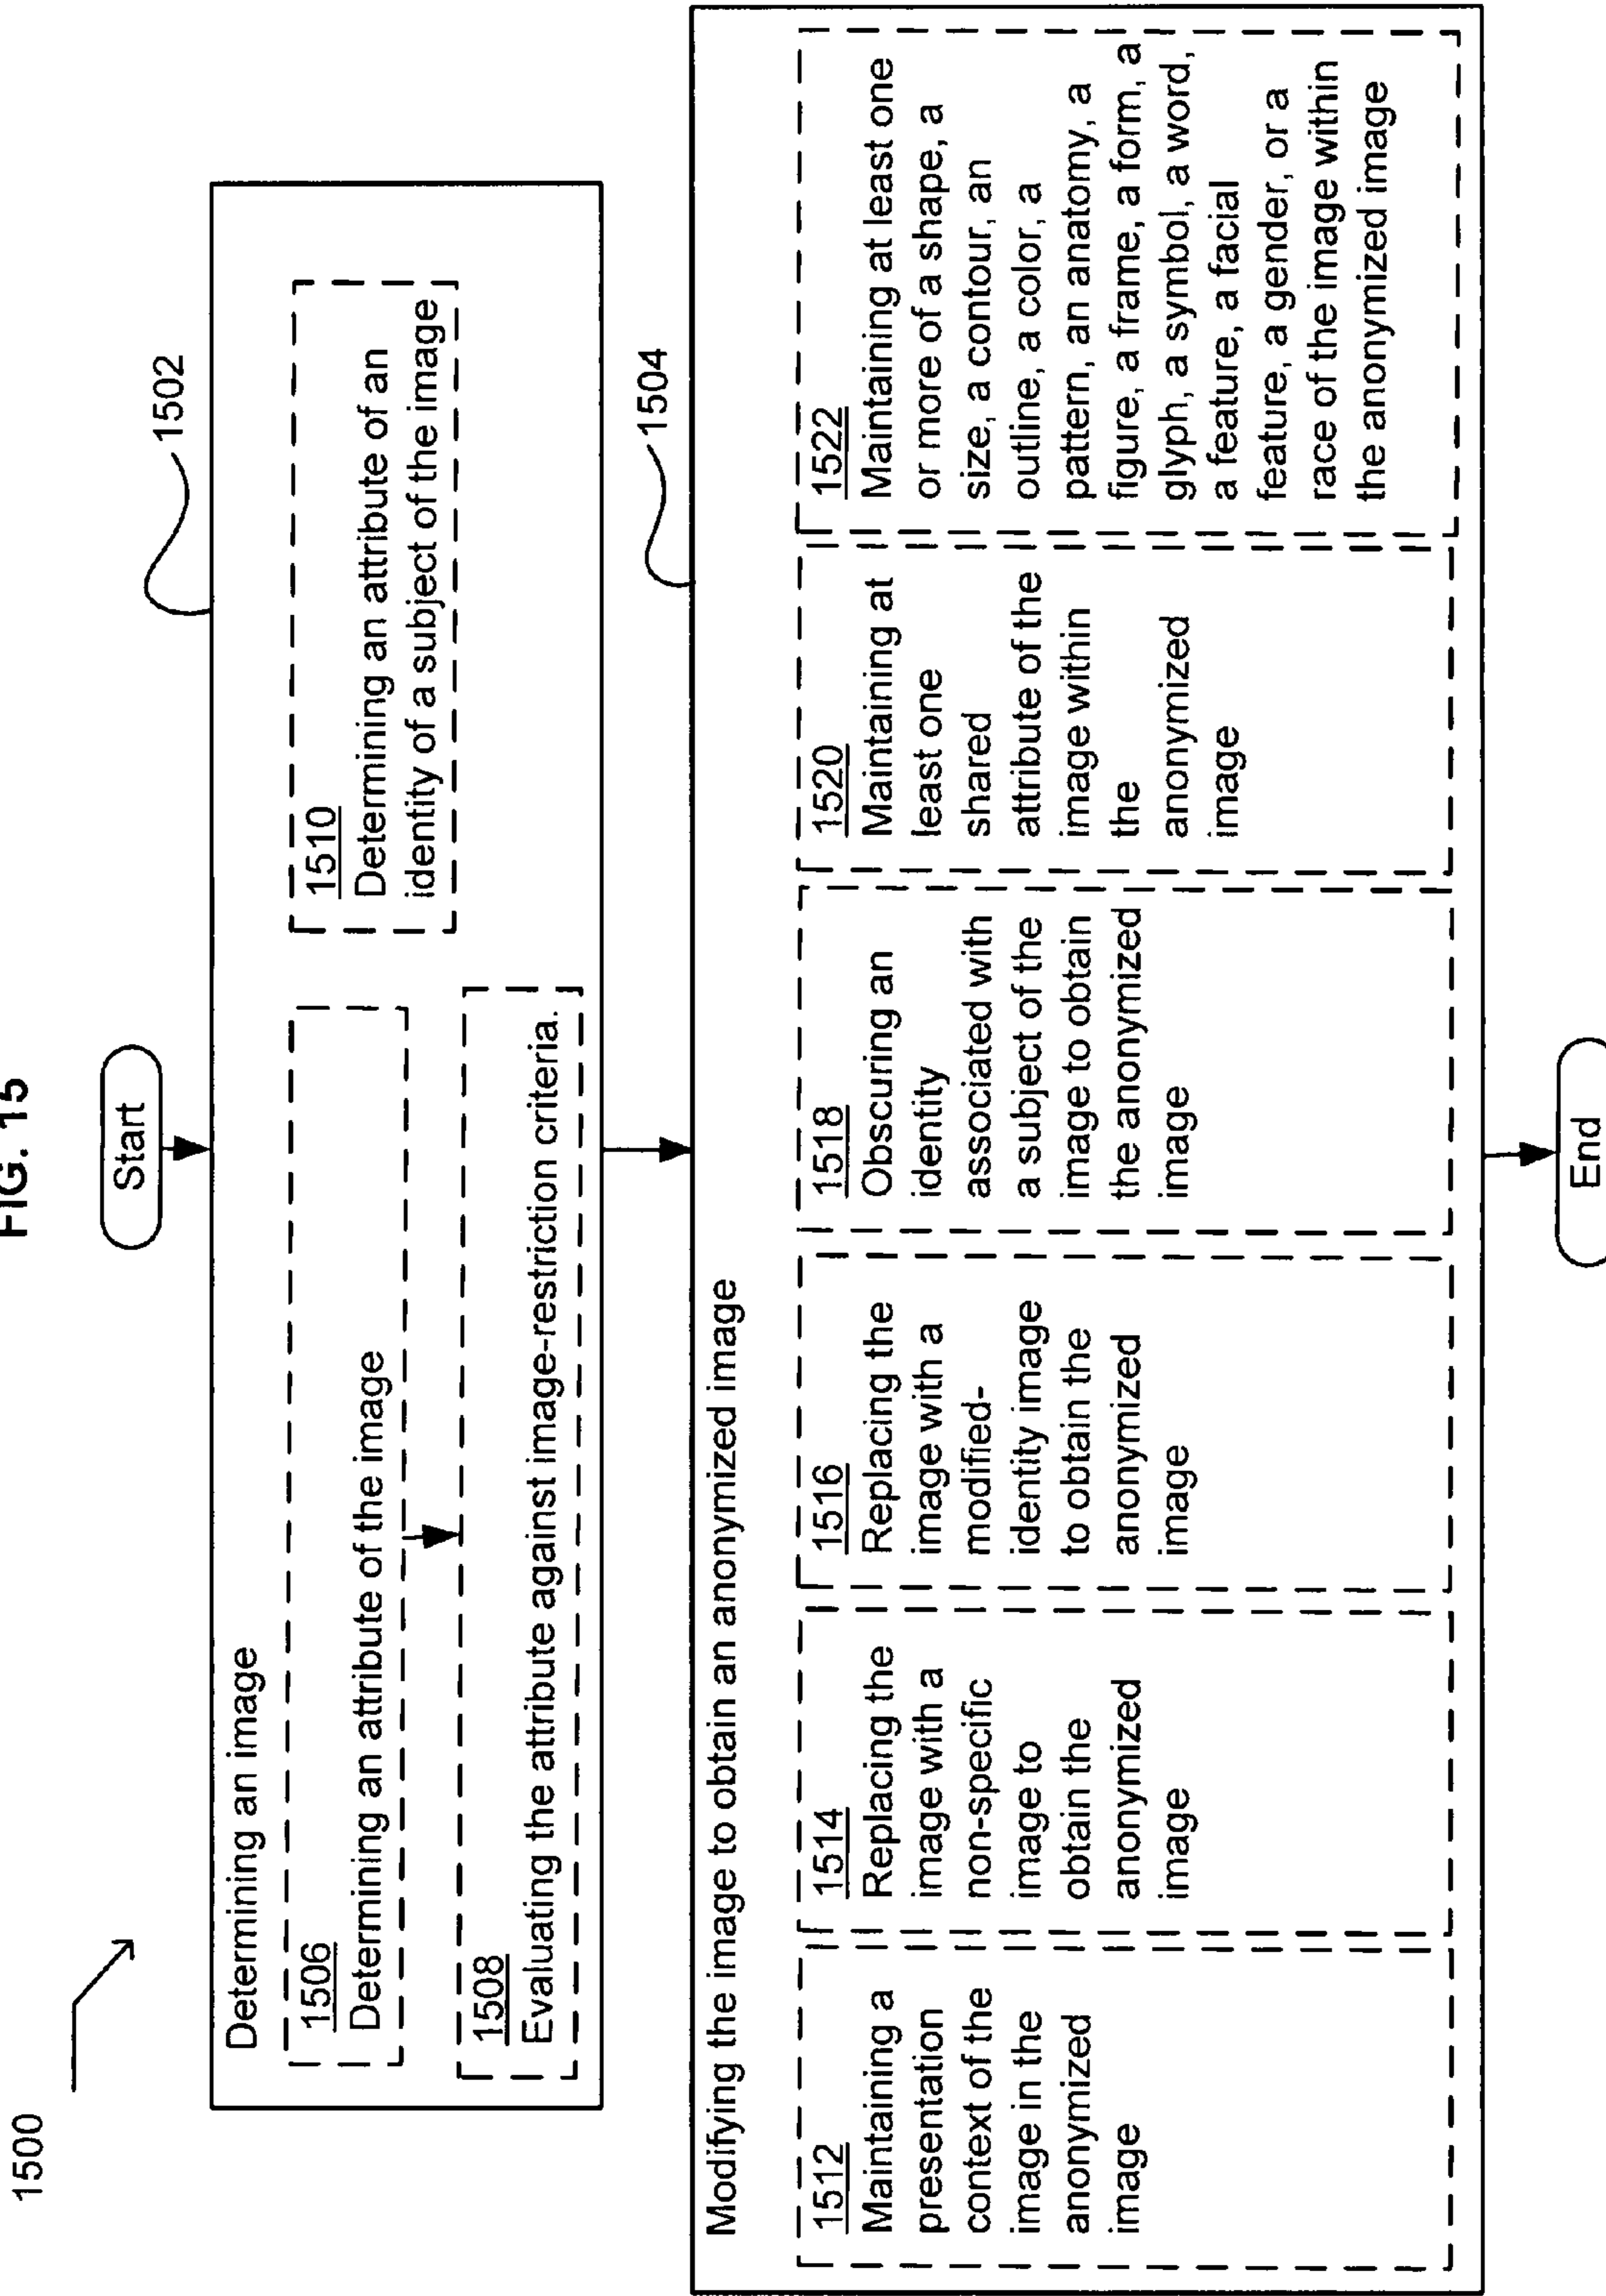 FIG. 15
1500
Start
1502
Determining an image
1506
Determining an attribute of the image
1510
Determining an attribute of an
identity of a subject of the image
1508
Evaluating the attribute against image-restriction criteria.
1504
Modifying the image to obtain an anonymized image
1512
Maintaining a
presentation
context of the
image in the
anonymized
image
1514
Replacing the
image with a
non-specific
image to
obtain the
anonymized
image
1516
Replacing the
image with a
modified-
identity image
to obtain the
anonymized
image
1518
Obscuring an
identity
associated with
a subject of the
image to obtain
the anonymized
image
1520
Maintaining at
least one
shared
attribute of the
image within
the
anonymized
image
1522
Maintaining at least one
or more of a shape, a
size, a contour, an
outline, a color, a
pattern, an anatomy, a
figure, a frame, a form, a
glyph, a symbol, a word,
a feature, a facial
feature, a gender, or a
race of the image within
the anonymized image
End